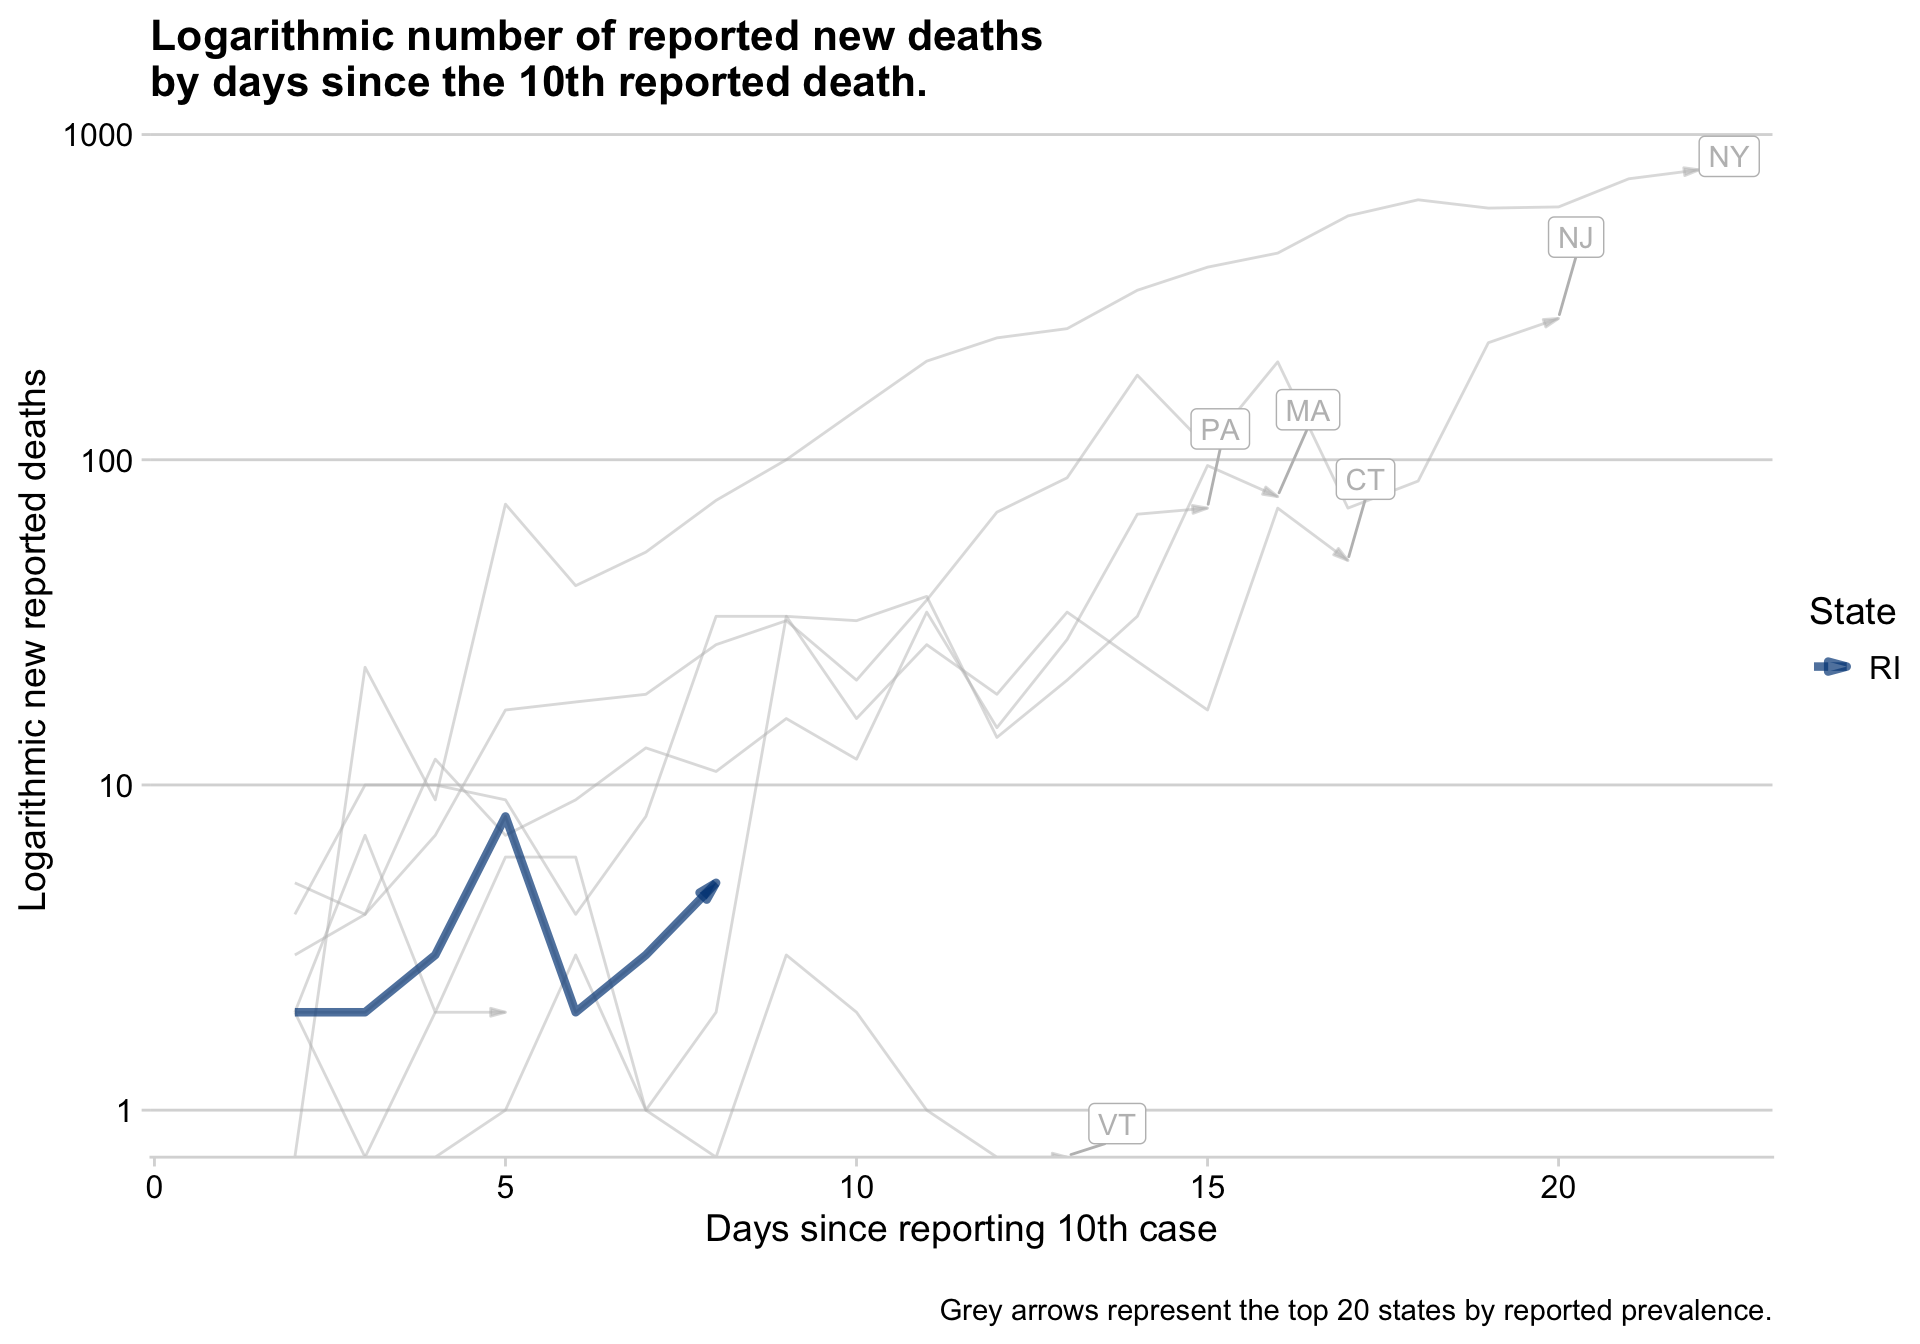 Logarithmic number of reported new deaths
by days since the 10th reported death.
1000
100
10
1
Logarithmic new reported deaths
NY
NJ
MA
PA
CT
VT
State
RI
0 5 10 15 20
Days since reporting 10th case
Grey arrows represent the top 20 states by reported prevalence.